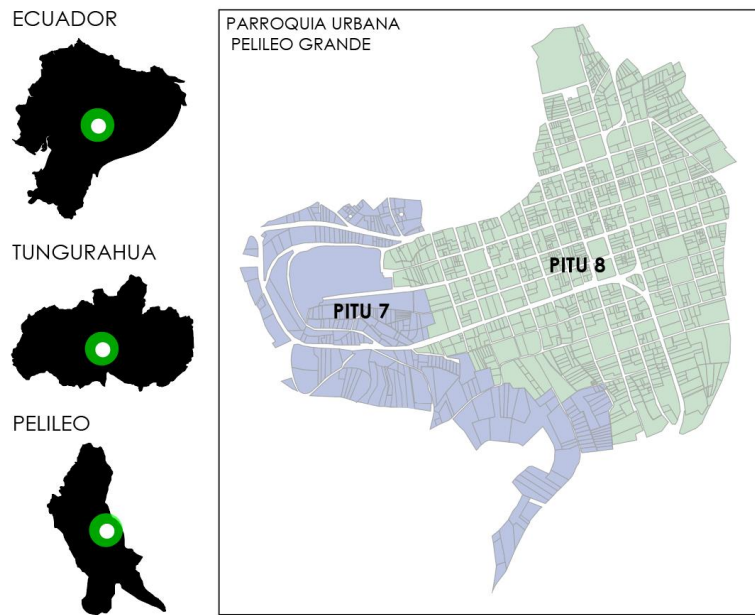 ECUADOR
TUNGURAHUA
PELILEO
PARROQUIA URBANA
PELILEO GRANDE
PITU 7
PITU 8